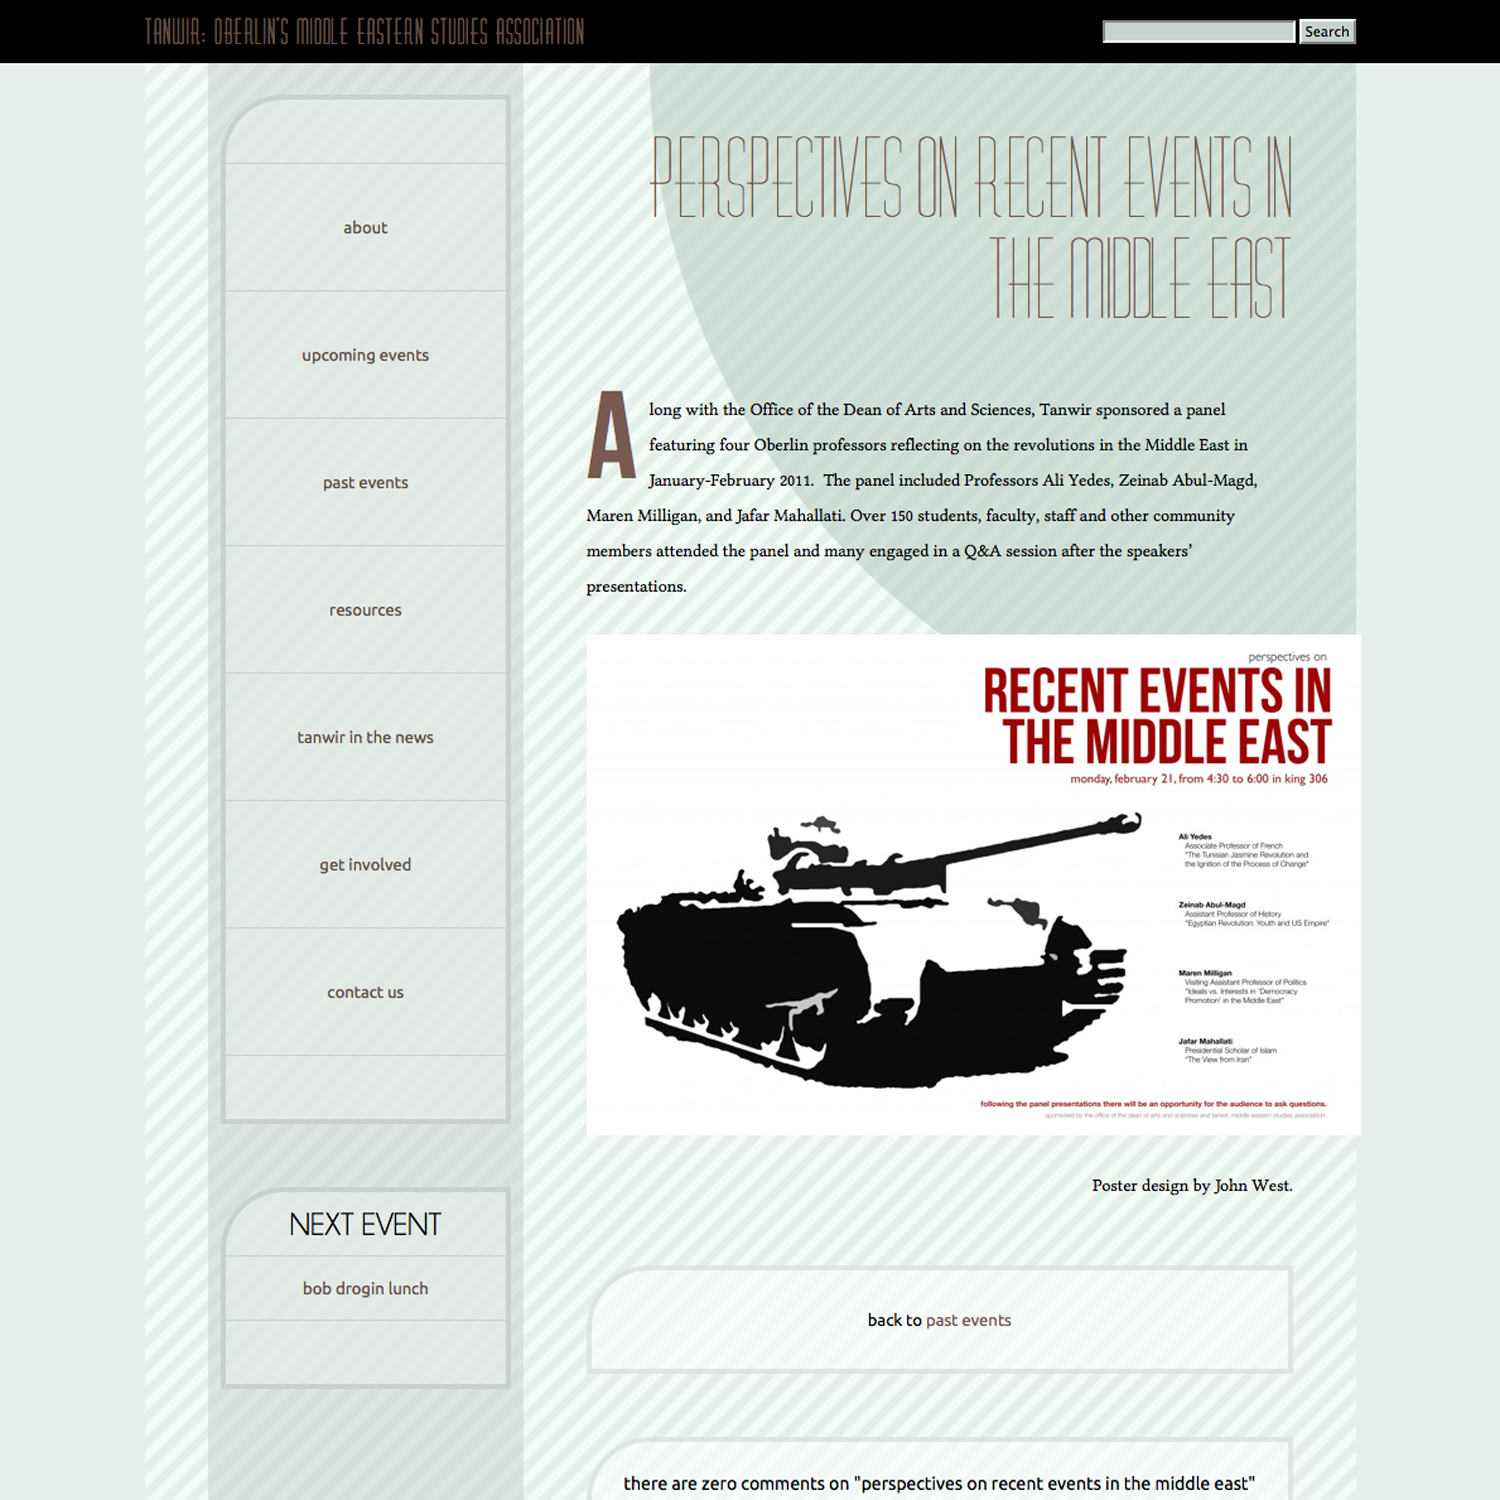 TANWIR: OBERLIN'S MIDDLE EASTERN STUDIES ASSOCIATION
Search
about
upcoming events
past events
resources
tanwir in the news
get involved
contact us
NEXT EVENT
bob drogin lunch
PERSPECTIVES ON RECENT EVENTS IN
THE MIDDLE EAST
Along with the Office of the Dean of Arts and Sciences, Tanwir sponsored a panel
featuring four Oberlin professors reflecting on the revolutions in the Middle East in
January-February 2011.  The panel included Professors Ali Yedes, Zeinab Abul-Magd,
Maren Milligan, and Jafar Mahallati. Over 150 students, faculty, staff and other community
members attended the panel and many engaged in a Q&A session after the speakers’
presentations.
perspectives on
RECENT EVENTS IN
THE MIDDLE EAST
monday, february 21, from 4:30 to 6:00 in king 306
Ali Yedes
Associate Professor of French
"The Tunisian Jasmine Revolution and
the Ignition of the Process of Change"
Zeinab Abul-Magd
Assistant Professor of History
"Egyptian Revolution: Youth and US Empire"
Maren Milligan
Visiting Assistant Professor of Politics
"Ideals vs. Interests in 'Democracy
Promotion' in the Middle East"
Jafar Mahallati
Presidential Scholar of Islam
"The View from Iran"
following the panel presentations there will be an opportunity for the audience to ask questions.
sponsored by the office of the dean of arts and sciences and tanwir, middle eastern studies association.
Poster design by John West.
back to past events
there are zero comments on "perspectives on recent events in the middle east"